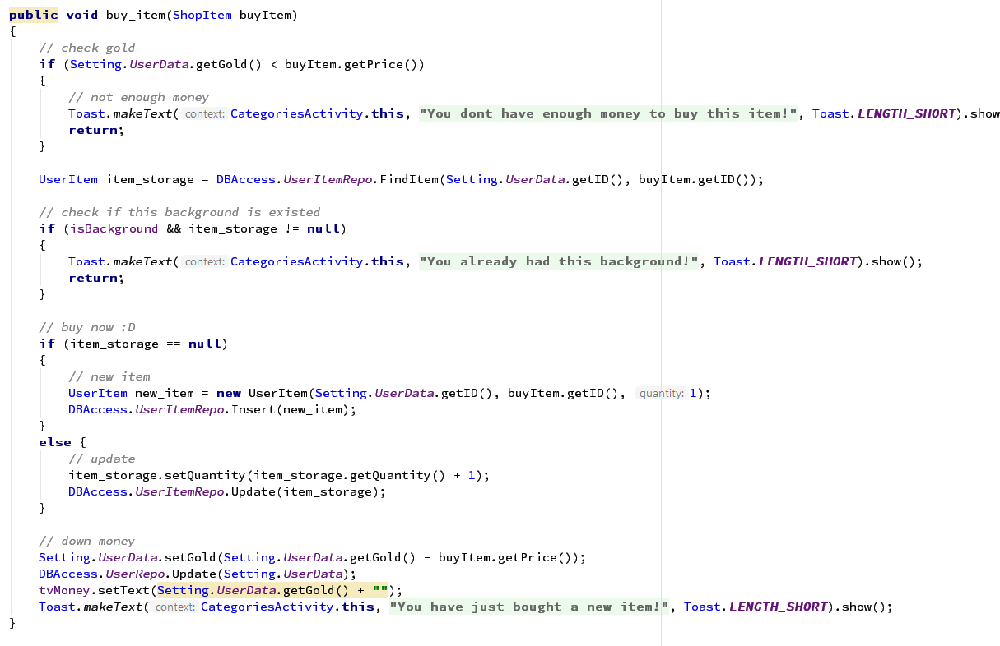 public void buy_item(ShopItem buyItem)
{
    // check gold
    if (Setting.UserData.getGold() < buyItem.getPrice())
    {
        // not enough money
        Toast.makeText( context: CategoriesActivity.this, "You dont have enough money to buy this item!", Toast.LENGTH_SHORT).show
        return;
    }

    UserItem item_storage = DBAccess.UserItemRepo.FindItem(Setting.UserData.getID(), buyItem.getID());

    // check if this background is existed
    if (isBackground && item_storage != null)
    {
        Toast.makeText( context: CategoriesActivity.this, "You already had this background!", Toast.LENGTH_SHORT).show();
        return;
    }

    // buy now :D
    if (item_storage == null)
    {
        // new item
        UserItem new_item = new UserItem(Setting.UserData.getID(), buyItem.getID(), quantity: 1);
        DBAccess.UserItemRepo.Insert(new_item);
    }
    else {
        // update
        item_storage.setQuantity(item_storage.getQuantity() + 1);
        DBAccess.UserItemRepo.Update(item_storage);
    }

    // down money
    Setting.UserData.setGold(Setting.UserData.getGold() - buyItem.getPrice());
    DBAccess.UserRepo.Update(Setting.UserData);
    tvMoney.setText(Setting.UserData.getGold() + "");
    Toast.makeText( context: CategoriesActivity.this, "You have just bought a new item!", Toast.LENGTH_SHORT).show();
}